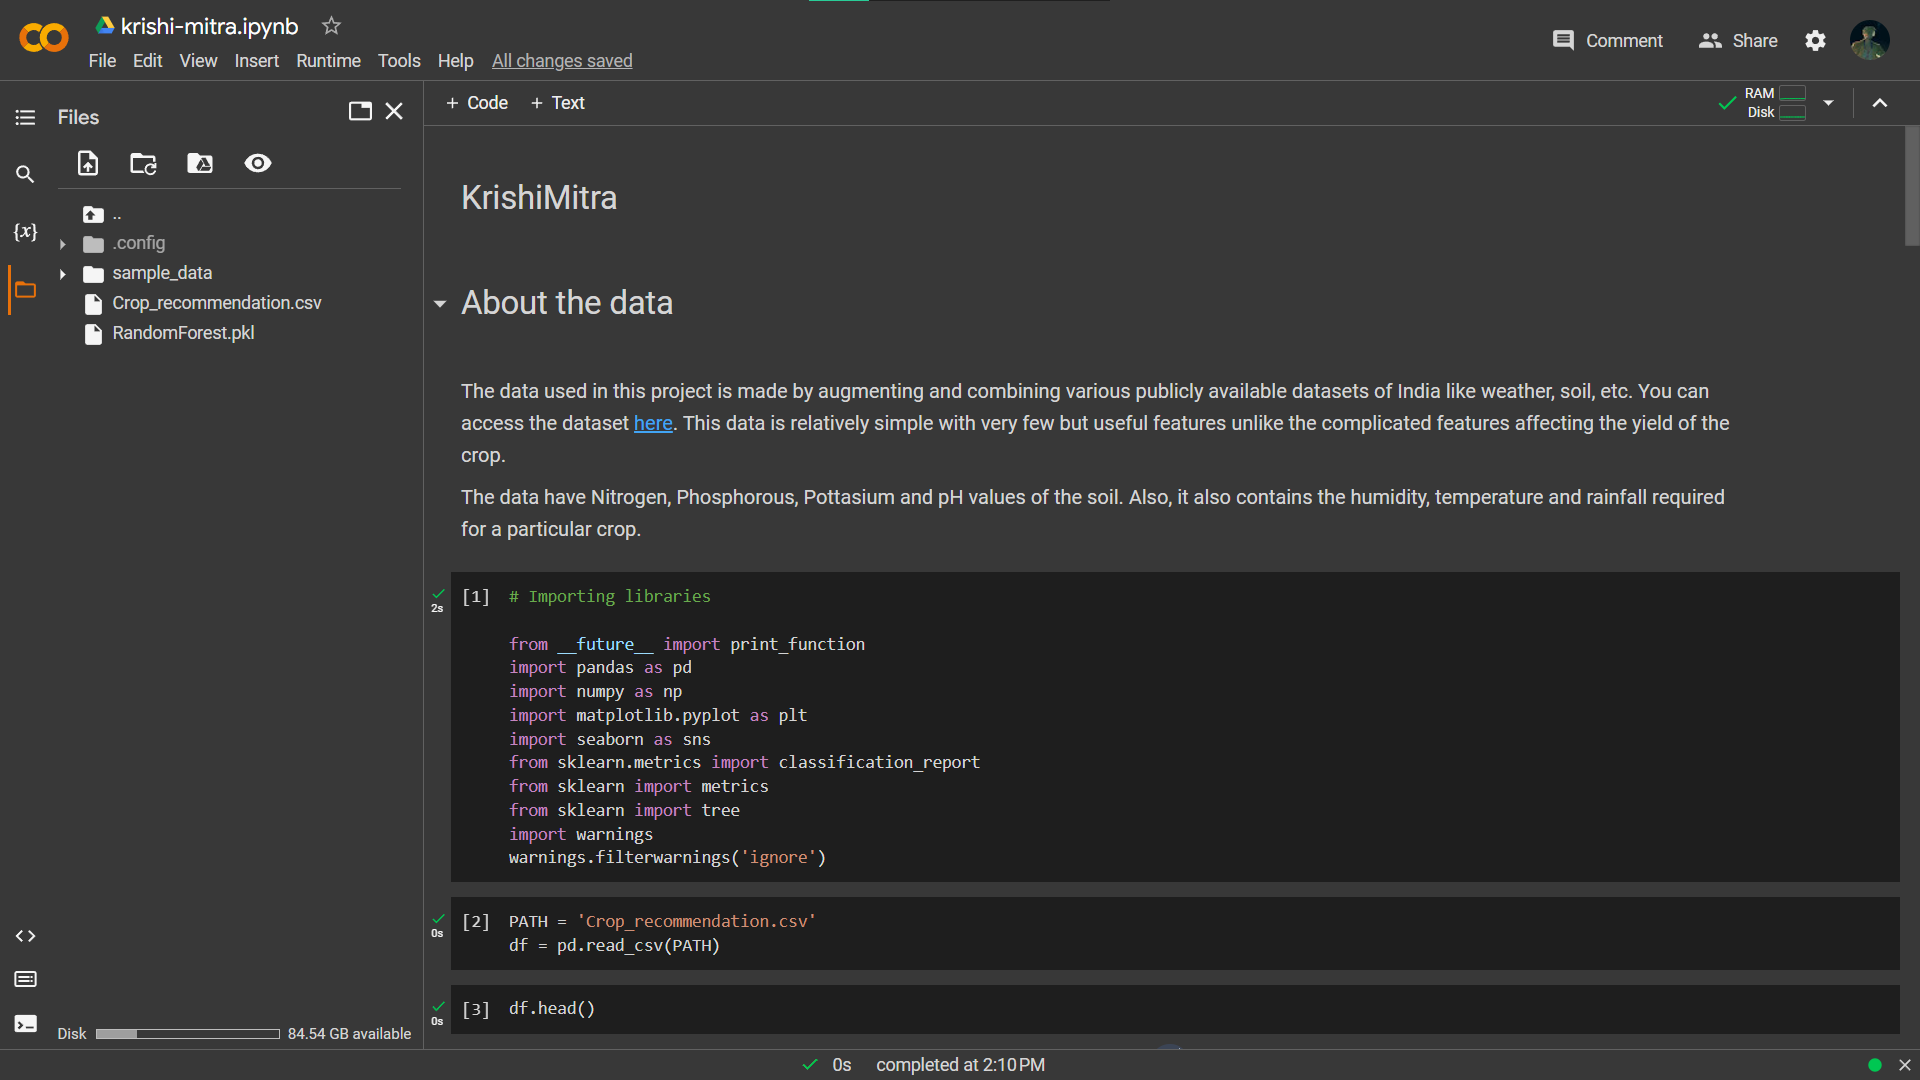 krishi-mitra.ipynb
File Edit View Insert Runtime Tools Help All changes saved
Comment
Share
Files
+ Code + Text
RAM
Disk
{x}
..
.config
sample_data
Crop_recommendation.csv
RandomForest.pkl
KrishiMitra
About the data
The data used in this project is made by augmenting and combining various publicly available datasets of India like weather, soil, etc. You can
access the dataset here. This data is relatively simple with very few but useful features unlike the complicated features affecting the yield of the
crop.
The data have Nitrogen, Phosphorous, Pottasium and pH values of the soil. Also, it also contains the humidity, temperature and rainfall required
for a particular crop.
2s
[1] # Importing libraries
from __future__ import print_function
import pandas as pd
import numpy as np
import matplotlib.pyplot as plt
import seaborn as sns
from sklearn.metrics import classification_report
from sklearn import metrics
from sklearn import tree
import warnings
warnings.filterwarnings('ignore')
0s
[2] PATH = 'Crop_recommendation.csv'
df = pd.read_csv(PATH)
0s
[3] df.head()
Disk 84.54 GB available
0s completed at 2:10 PM